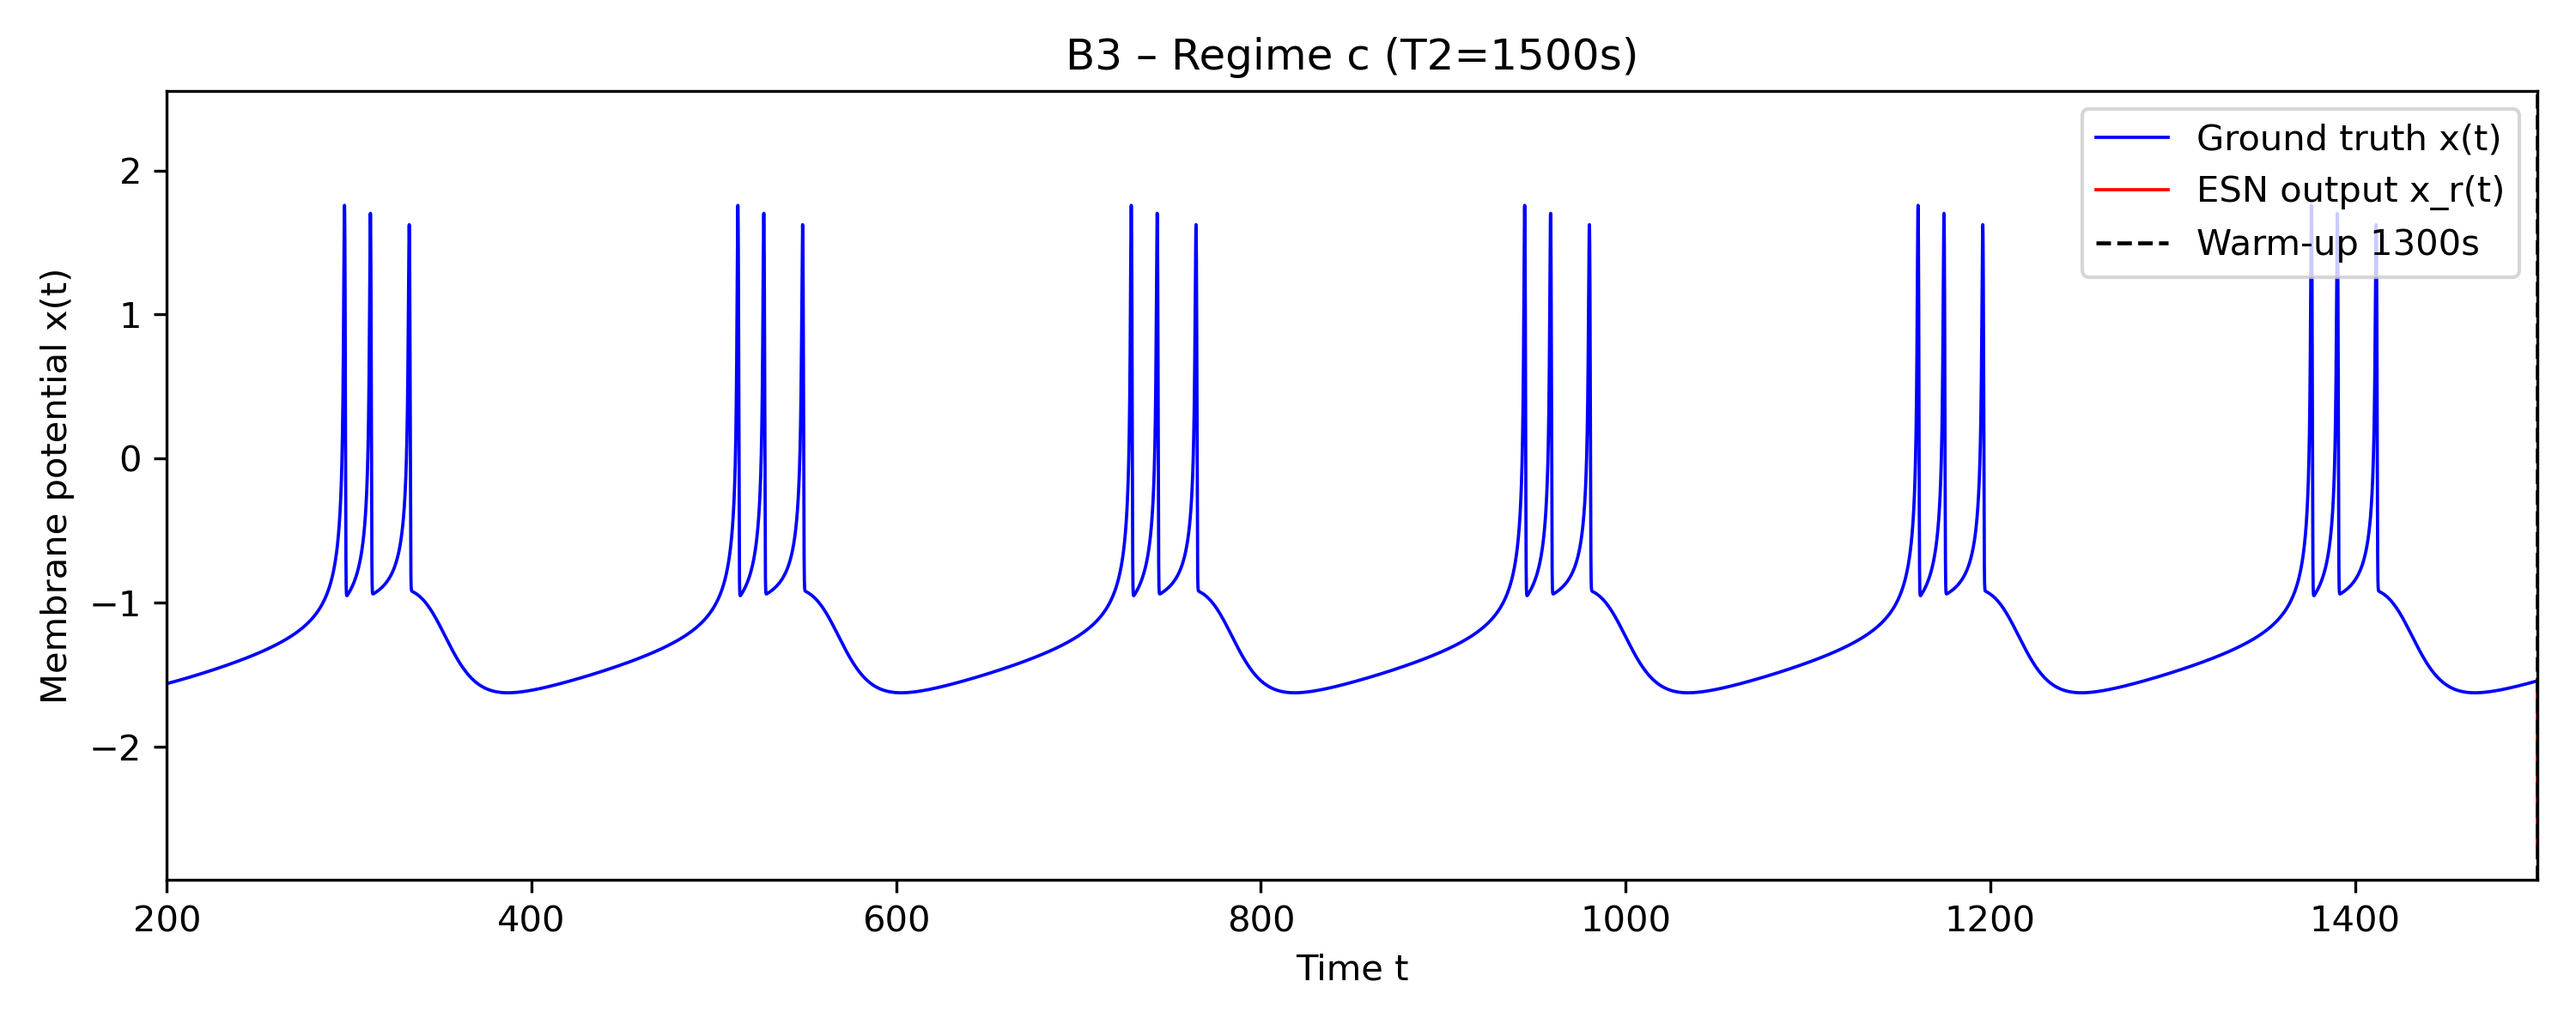 B3 – Regime c (T2=1500s)
Ground truth x(t)
ESN output x_r(t)
Warm-up 1300s
Membrane potential x(t)
2
1
0
−1
−2
200 400 600 800 1000 1200 1400
Time t